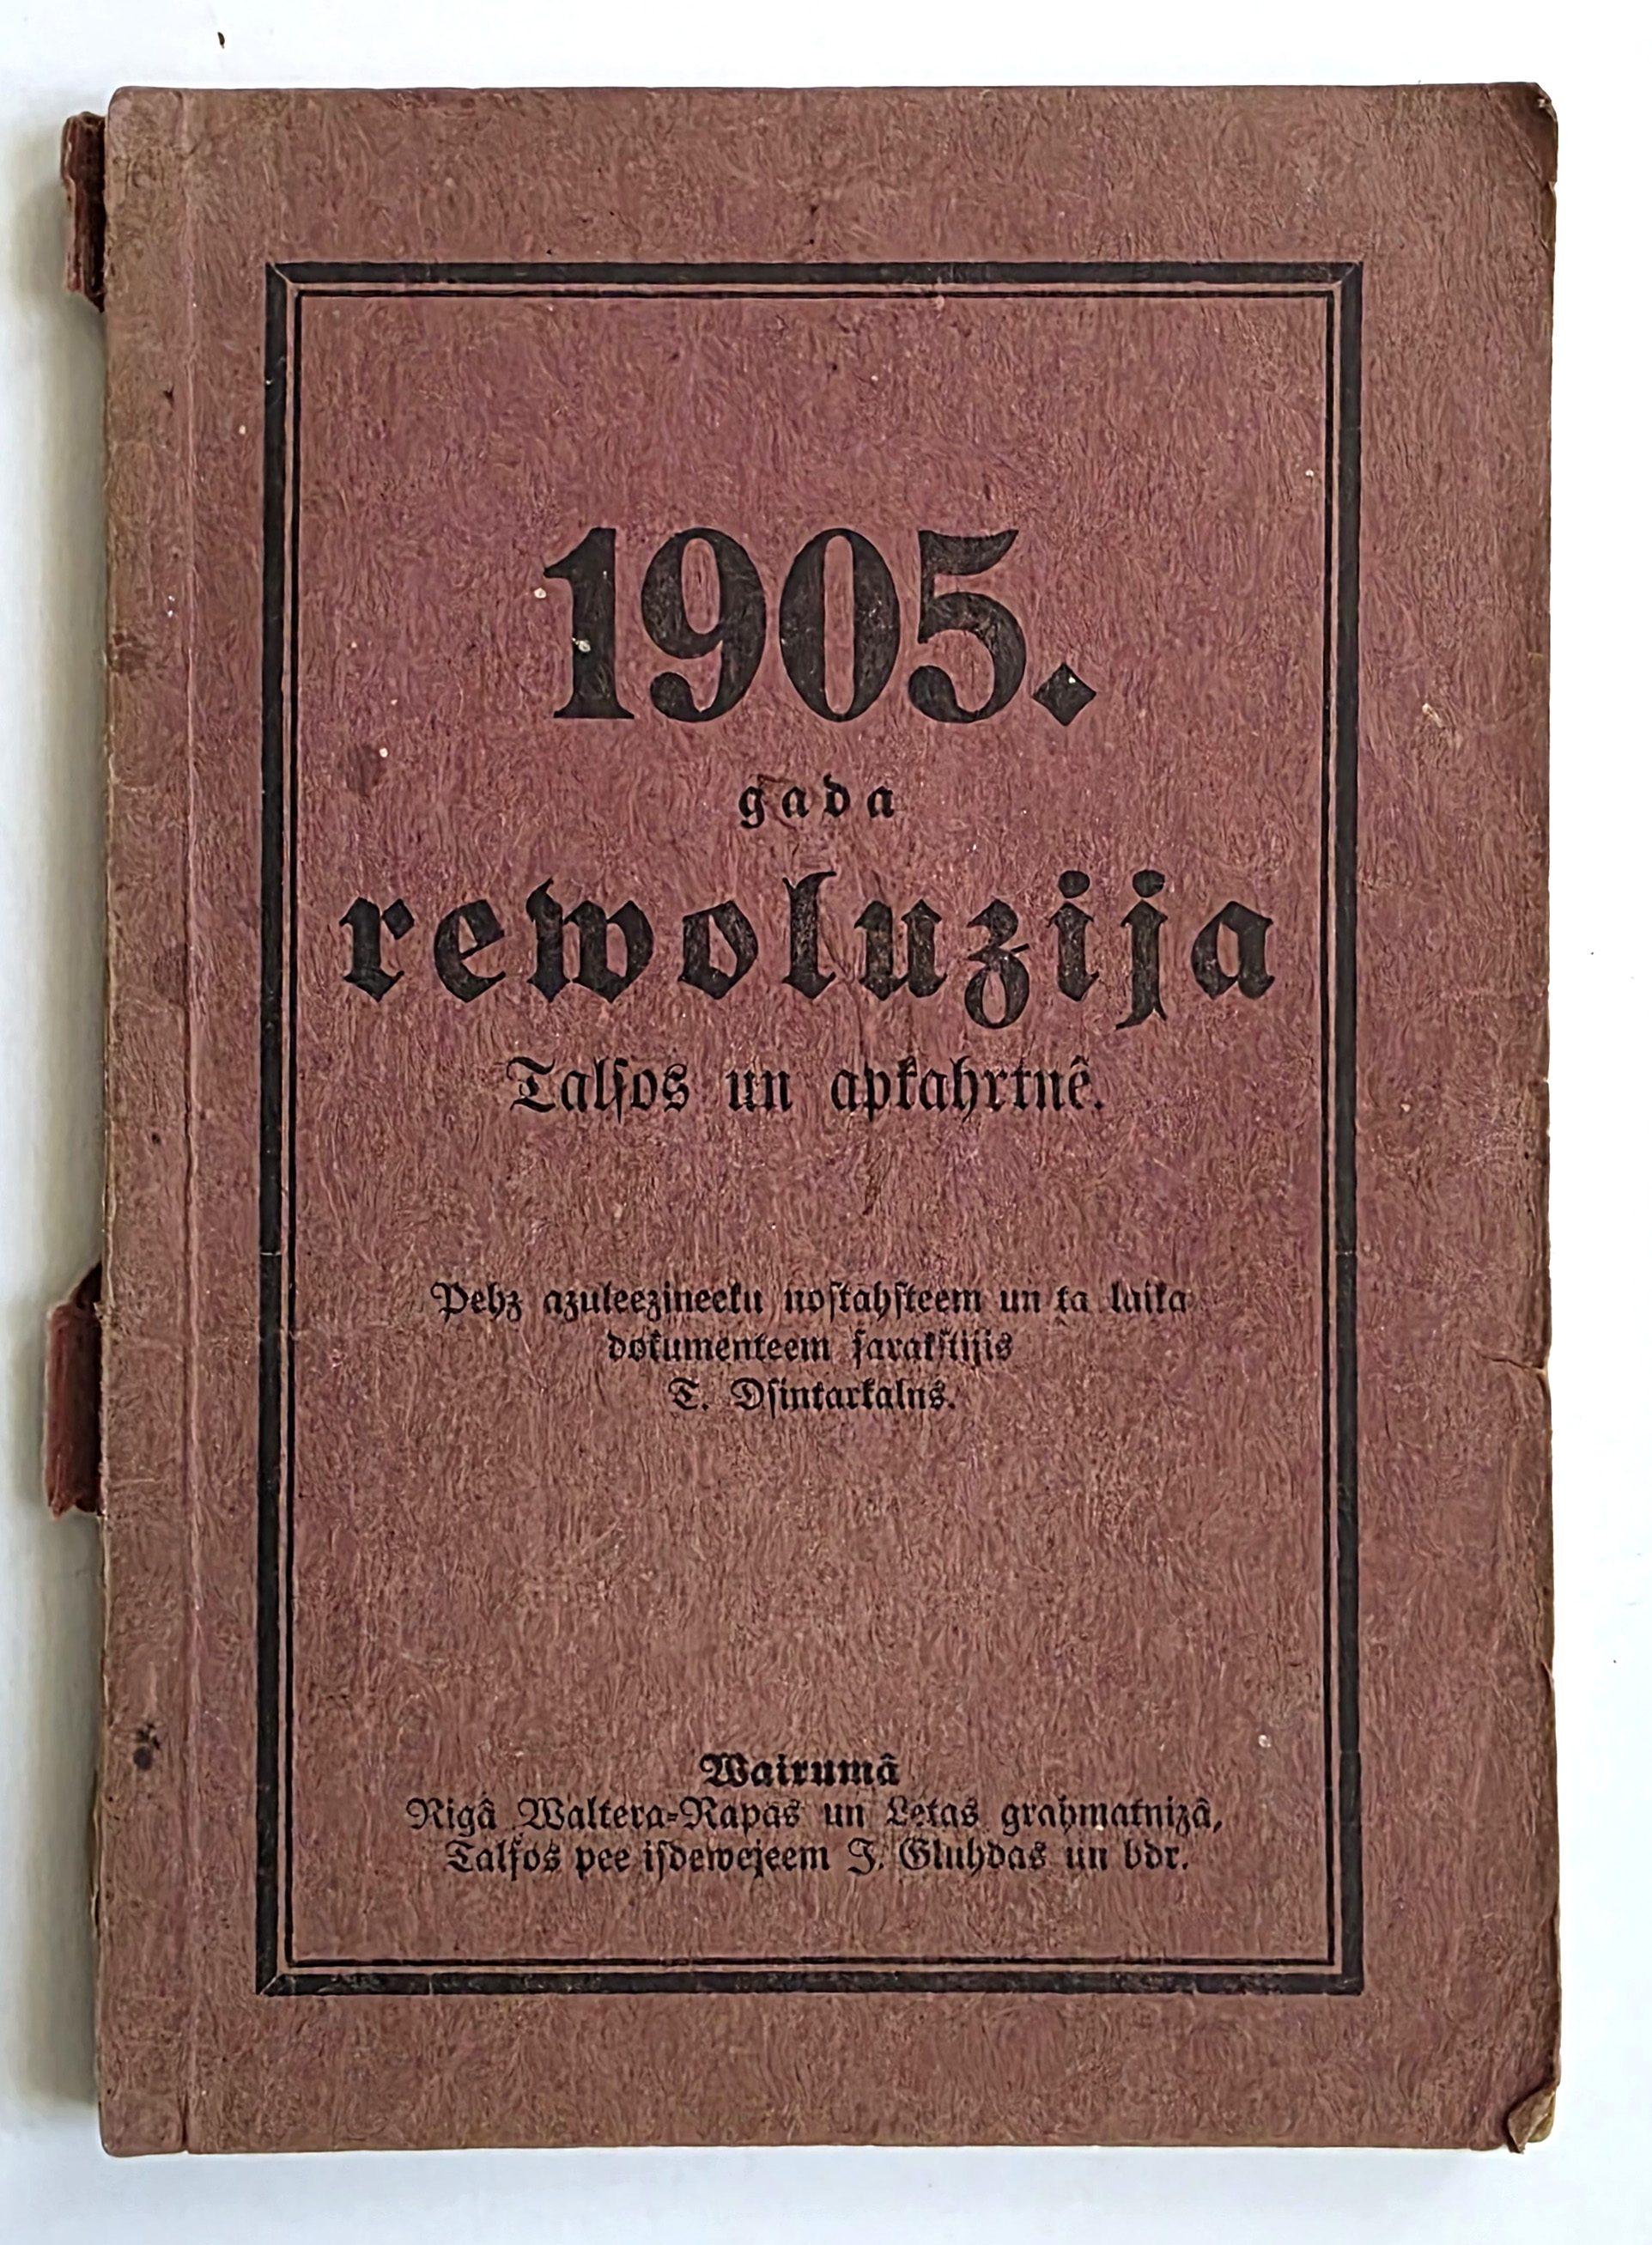 1905.
gada
rewoluzija
Talſos un apkahrtnê.
Pehz azuleezineeku noſtahſteem un ta laika
dokumenteem ſarakſtijis
T. Dſintarkalns.
Wairumâ
Rigâ Waltera-Rapas un Letas grahmatnizâ,
Talſos pee iſdewejeem J. Gluhdas un bdr.